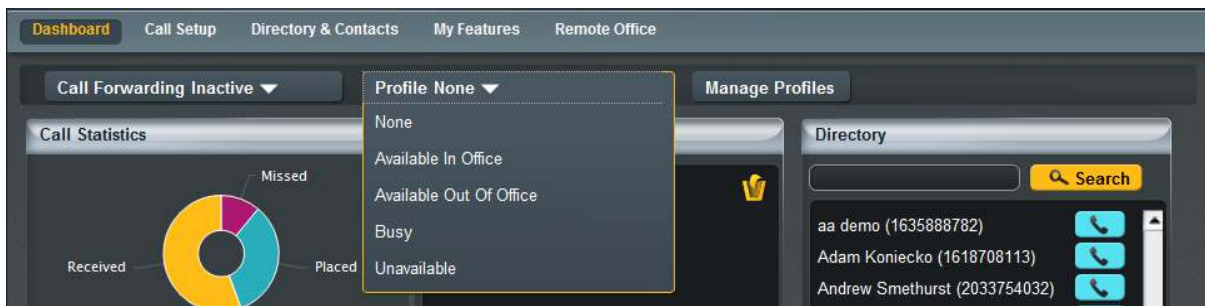 Dashboard Call Setup Directory & Contacts My Features Remote Office
Call Forwarding Inactive Profile None Manage Profiles
None
Available In Office
Available Out Of Office
Busy
Unavailable
Call Statistics
Missed
Received
Placed
Directory
Search
aa demo (1635888782)
Adam Koniecko (1618708113)
Andrew Smethurst (2033754032)